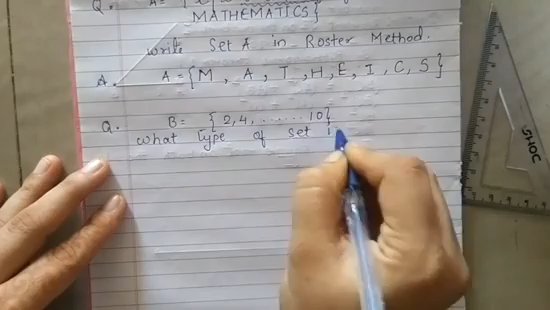 Q. A =
MATHEMATICS}
write Set A in Roster Method.
A. A = {M, A, T, H, E, I, C, S}
Q. B = {2,4, ....... 10}
what Type of set i